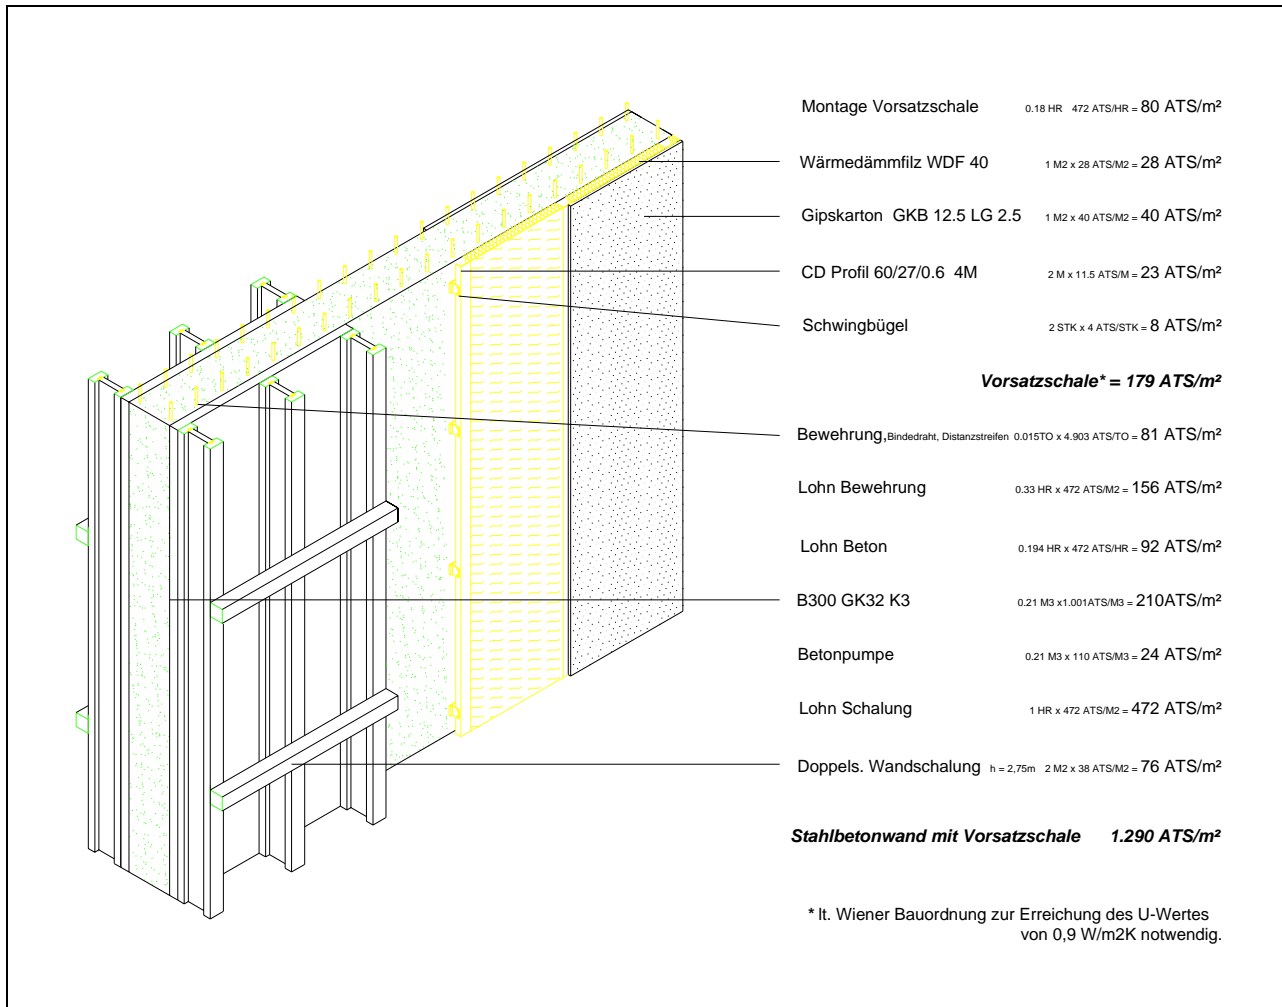 Montage Vorsatzschale 0.18 HR 472 ATS/HR = 80 ATS/m²
Wärmedämmfilz WDF 40 1 M2 x 28 ATS/M2 = 28 ATS/m²
Gipskarton GKB 12.5 LG 2.5 1 M2 x 40 ATS/M2 = 40 ATS/m²
CD Profil 60/27/0.6 4M 2 M x 11.5 ATS/M = 23 ATS/m²
Schwingbügel 2 STK x 4 ATS/STK = 8 ATS/m²
Vorsatzschale* = 179 ATS/m²
Bewehrung, Bindedraht, Distanzstreifen 0.015TO x 4.903 ATS/TO = 81 ATS/m²
Lohn Bewehrung 0.33 HR x 472 ATS/M2 = 156 ATS/m²
Lohn Beton 0.194 HR x 472 ATS/HR = 92 ATS/m²
B300 GK32 K3 0.21 M3 x1.001ATS/M3 = 210ATS/m²
Betonpumpe 0.21 M3 x 110 ATS/M3 = 24 ATS/m²
Lohn Schalung 1 HR x 472 ATS/M2 = 472 ATS/m²
Doppels. Wandschalung h = 2,75m 2 M2 x 38 ATS/M2 = 76 ATS/m²
Stahlbetonwand mit Vorsatzschale 1.290 ATS/m²
* lt. Wiener Bauordnung zur Erreichung des U-Wertes
von 0,9 W/m2K notwendig.